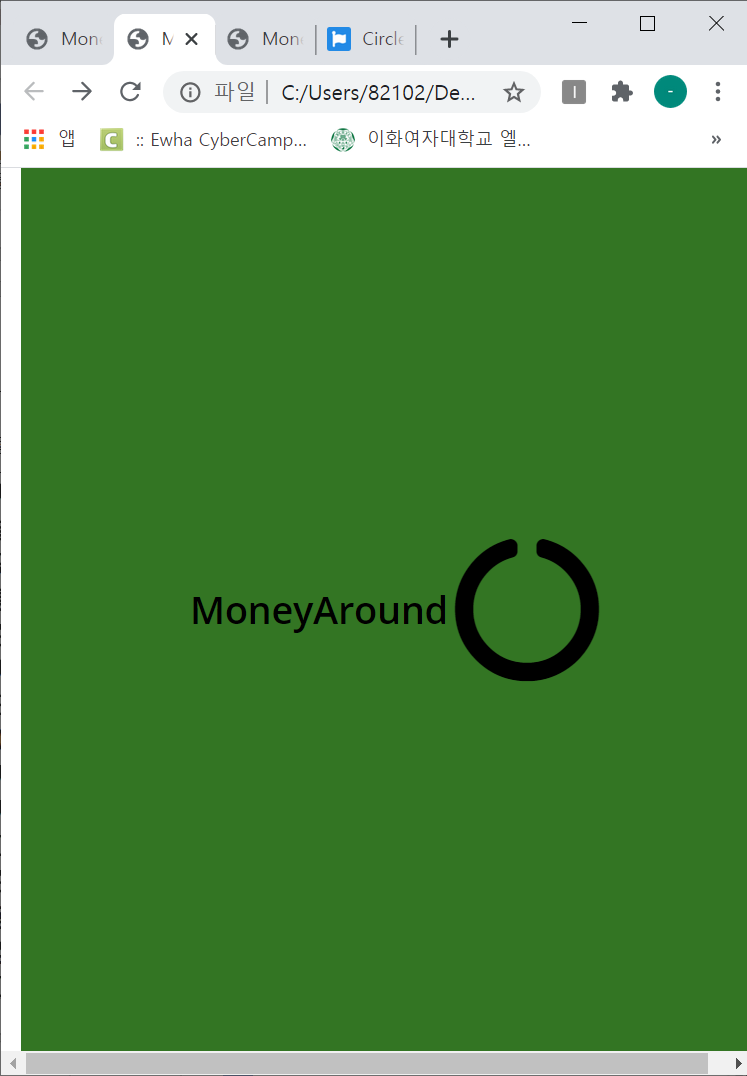 Mon
M
Mon
Circle
파일
C:/Users/82102/De...
앱
:: Ewha CyberCamp...
이화여자대학교 엘...
»
MoneyAround